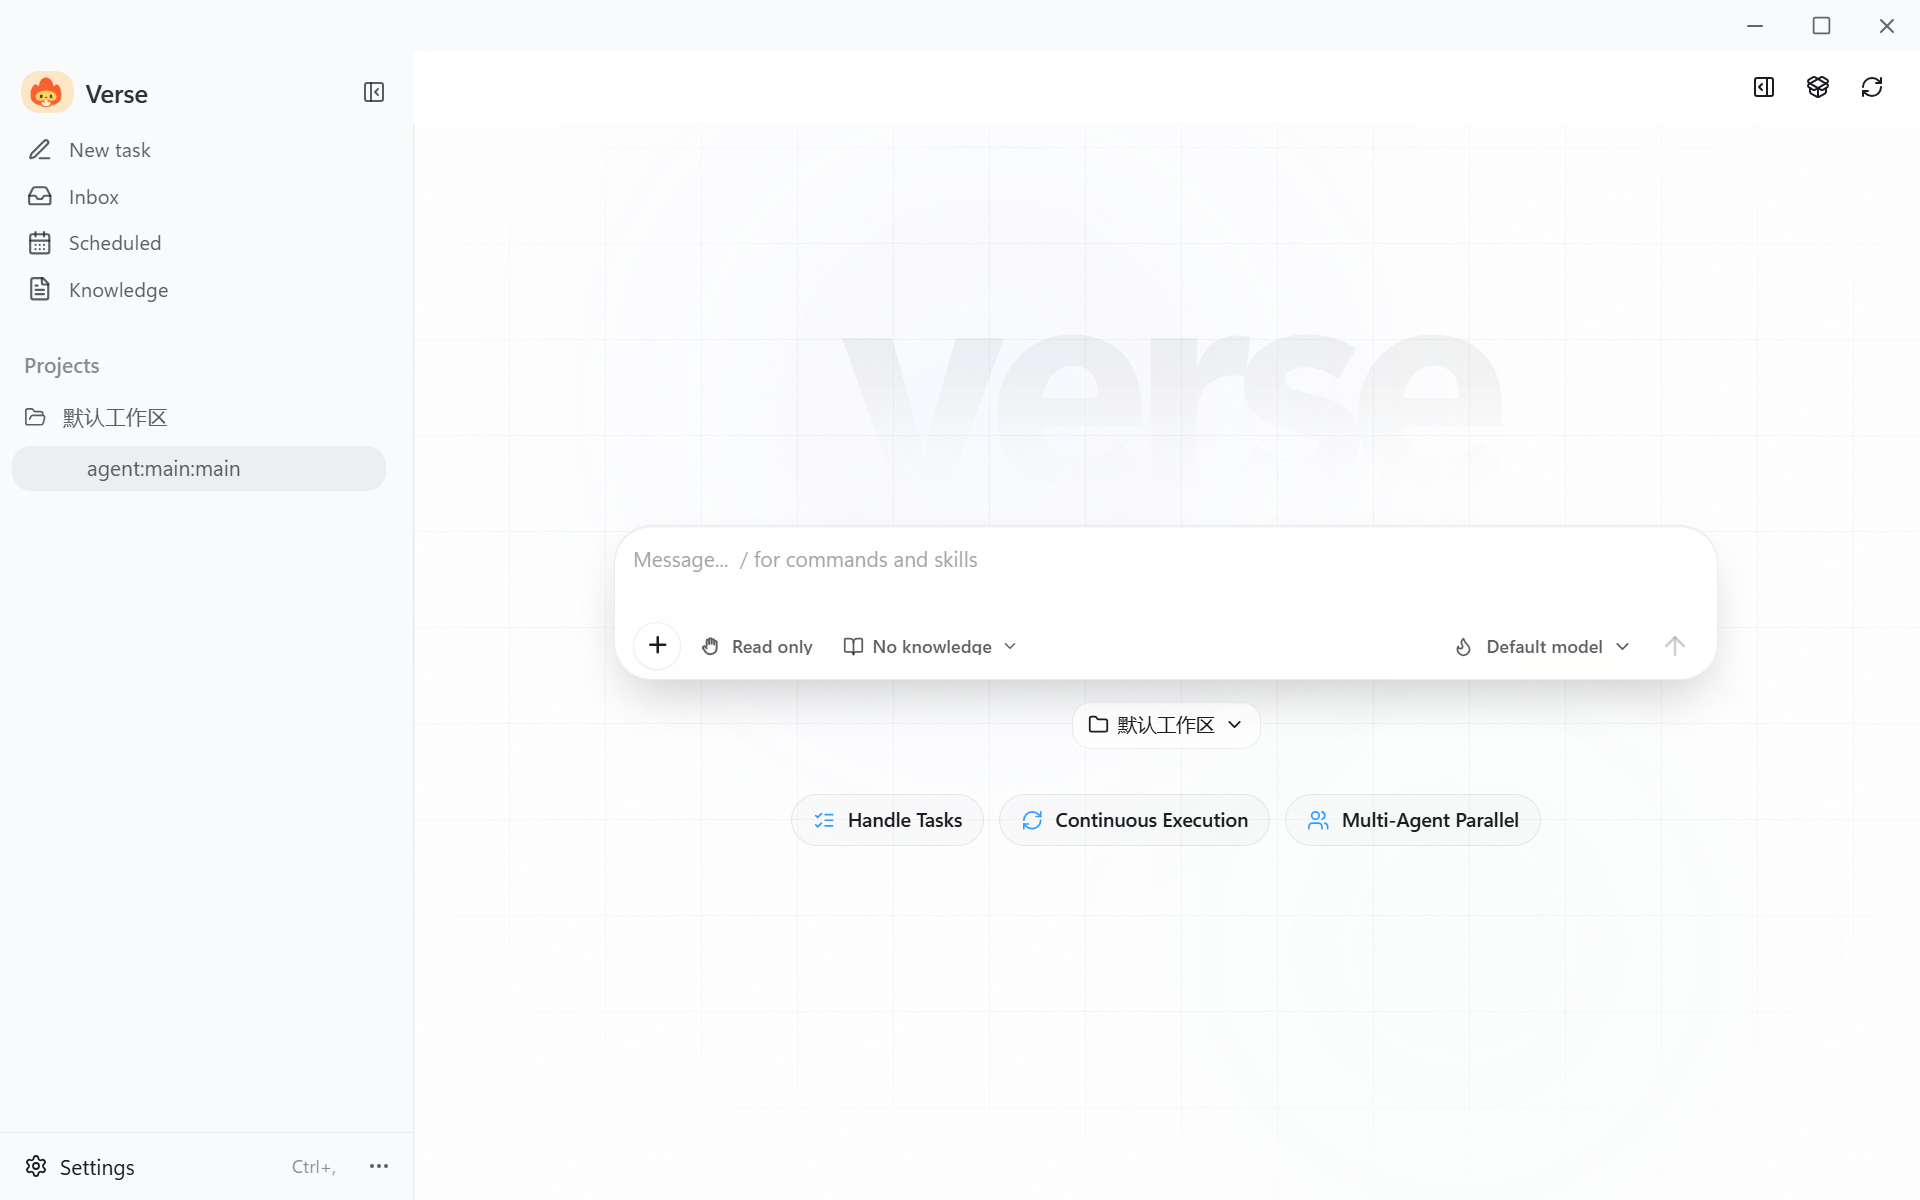 Verse
New task
Inbox
Scheduled
Knowledge
Projects
默认工作区
agent:main:main
Settings
Ctrl+,
verse
Message... / for commands and skills
Read only
No knowledge
Default model
默认工作区
Handle Tasks
Continuous Execution
Multi-Agent Parallel